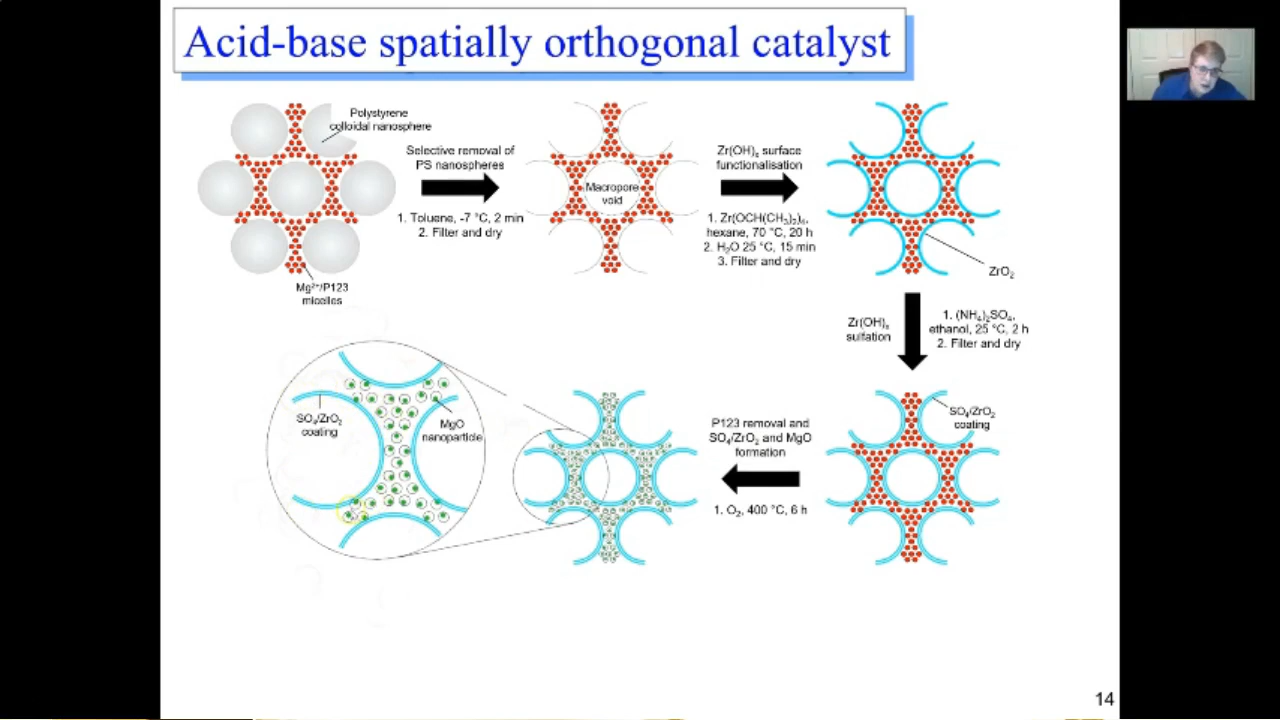 Acid-base spatially orthogonal catalyst
Polystyrene
colloidal nanosphere
Mg²⁺/P123
micelles
Selective removal of
PS nanospheres
1. Toluene, -7 °C, 2 min
2. Filter and dry
Macropore
void
Zr(OH)ₓ surface
functionalisation
1. Zr(OCH(CH₃)₂)₄,
hexane, 70 °C, 20 h
2. H₂O 25 °C, 15 min
3. Filter and dry
ZrO₂
Zr(OH)ₓ
sulfation
1. (NH₄)₂SO₄,
ethanol, 25 °C, 2 h
2. Filter and dry
SO₄/ZrO₂
coating
P123 removal and
SO₄/ZrO₂ and MgO
formation
1. O₂, 400 °C, 6 h
SO₄/ZrO₂
coating
MgO
nanoparticle
14